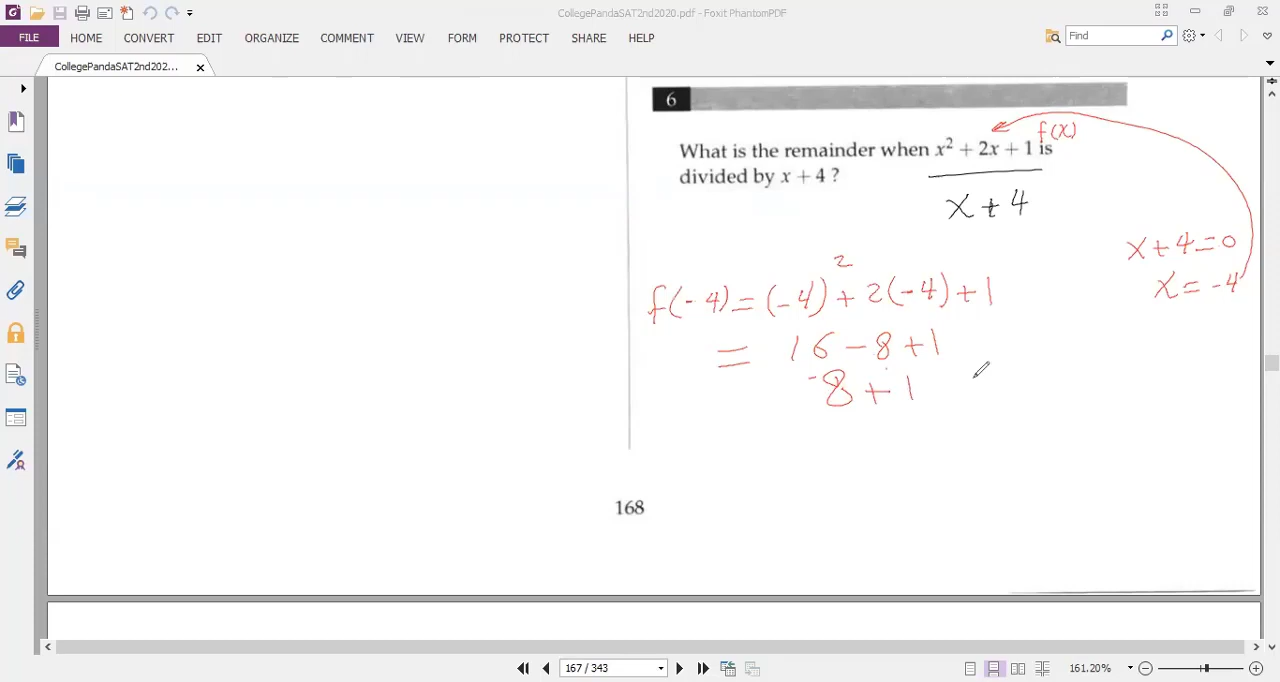 CollegePandaSAT2nd2020.pdf - Foxit PhantomPDF
FILE HOME CONVERT EDIT ORGANIZE COMMENT VIEW FORM PROTECT SHARE HELP
Find
CollegePandaSAT2nd202...
6
f(x)
What is the remainder when x² + 2x + 1 is
divided by x + 4 ?
x + 4
x + 4 = 0
x = -4
f(-4) = (-4)² + 2(-4) + 1
= 16 - 8 + 1
-8 + 1
168
167 / 343
161.20%